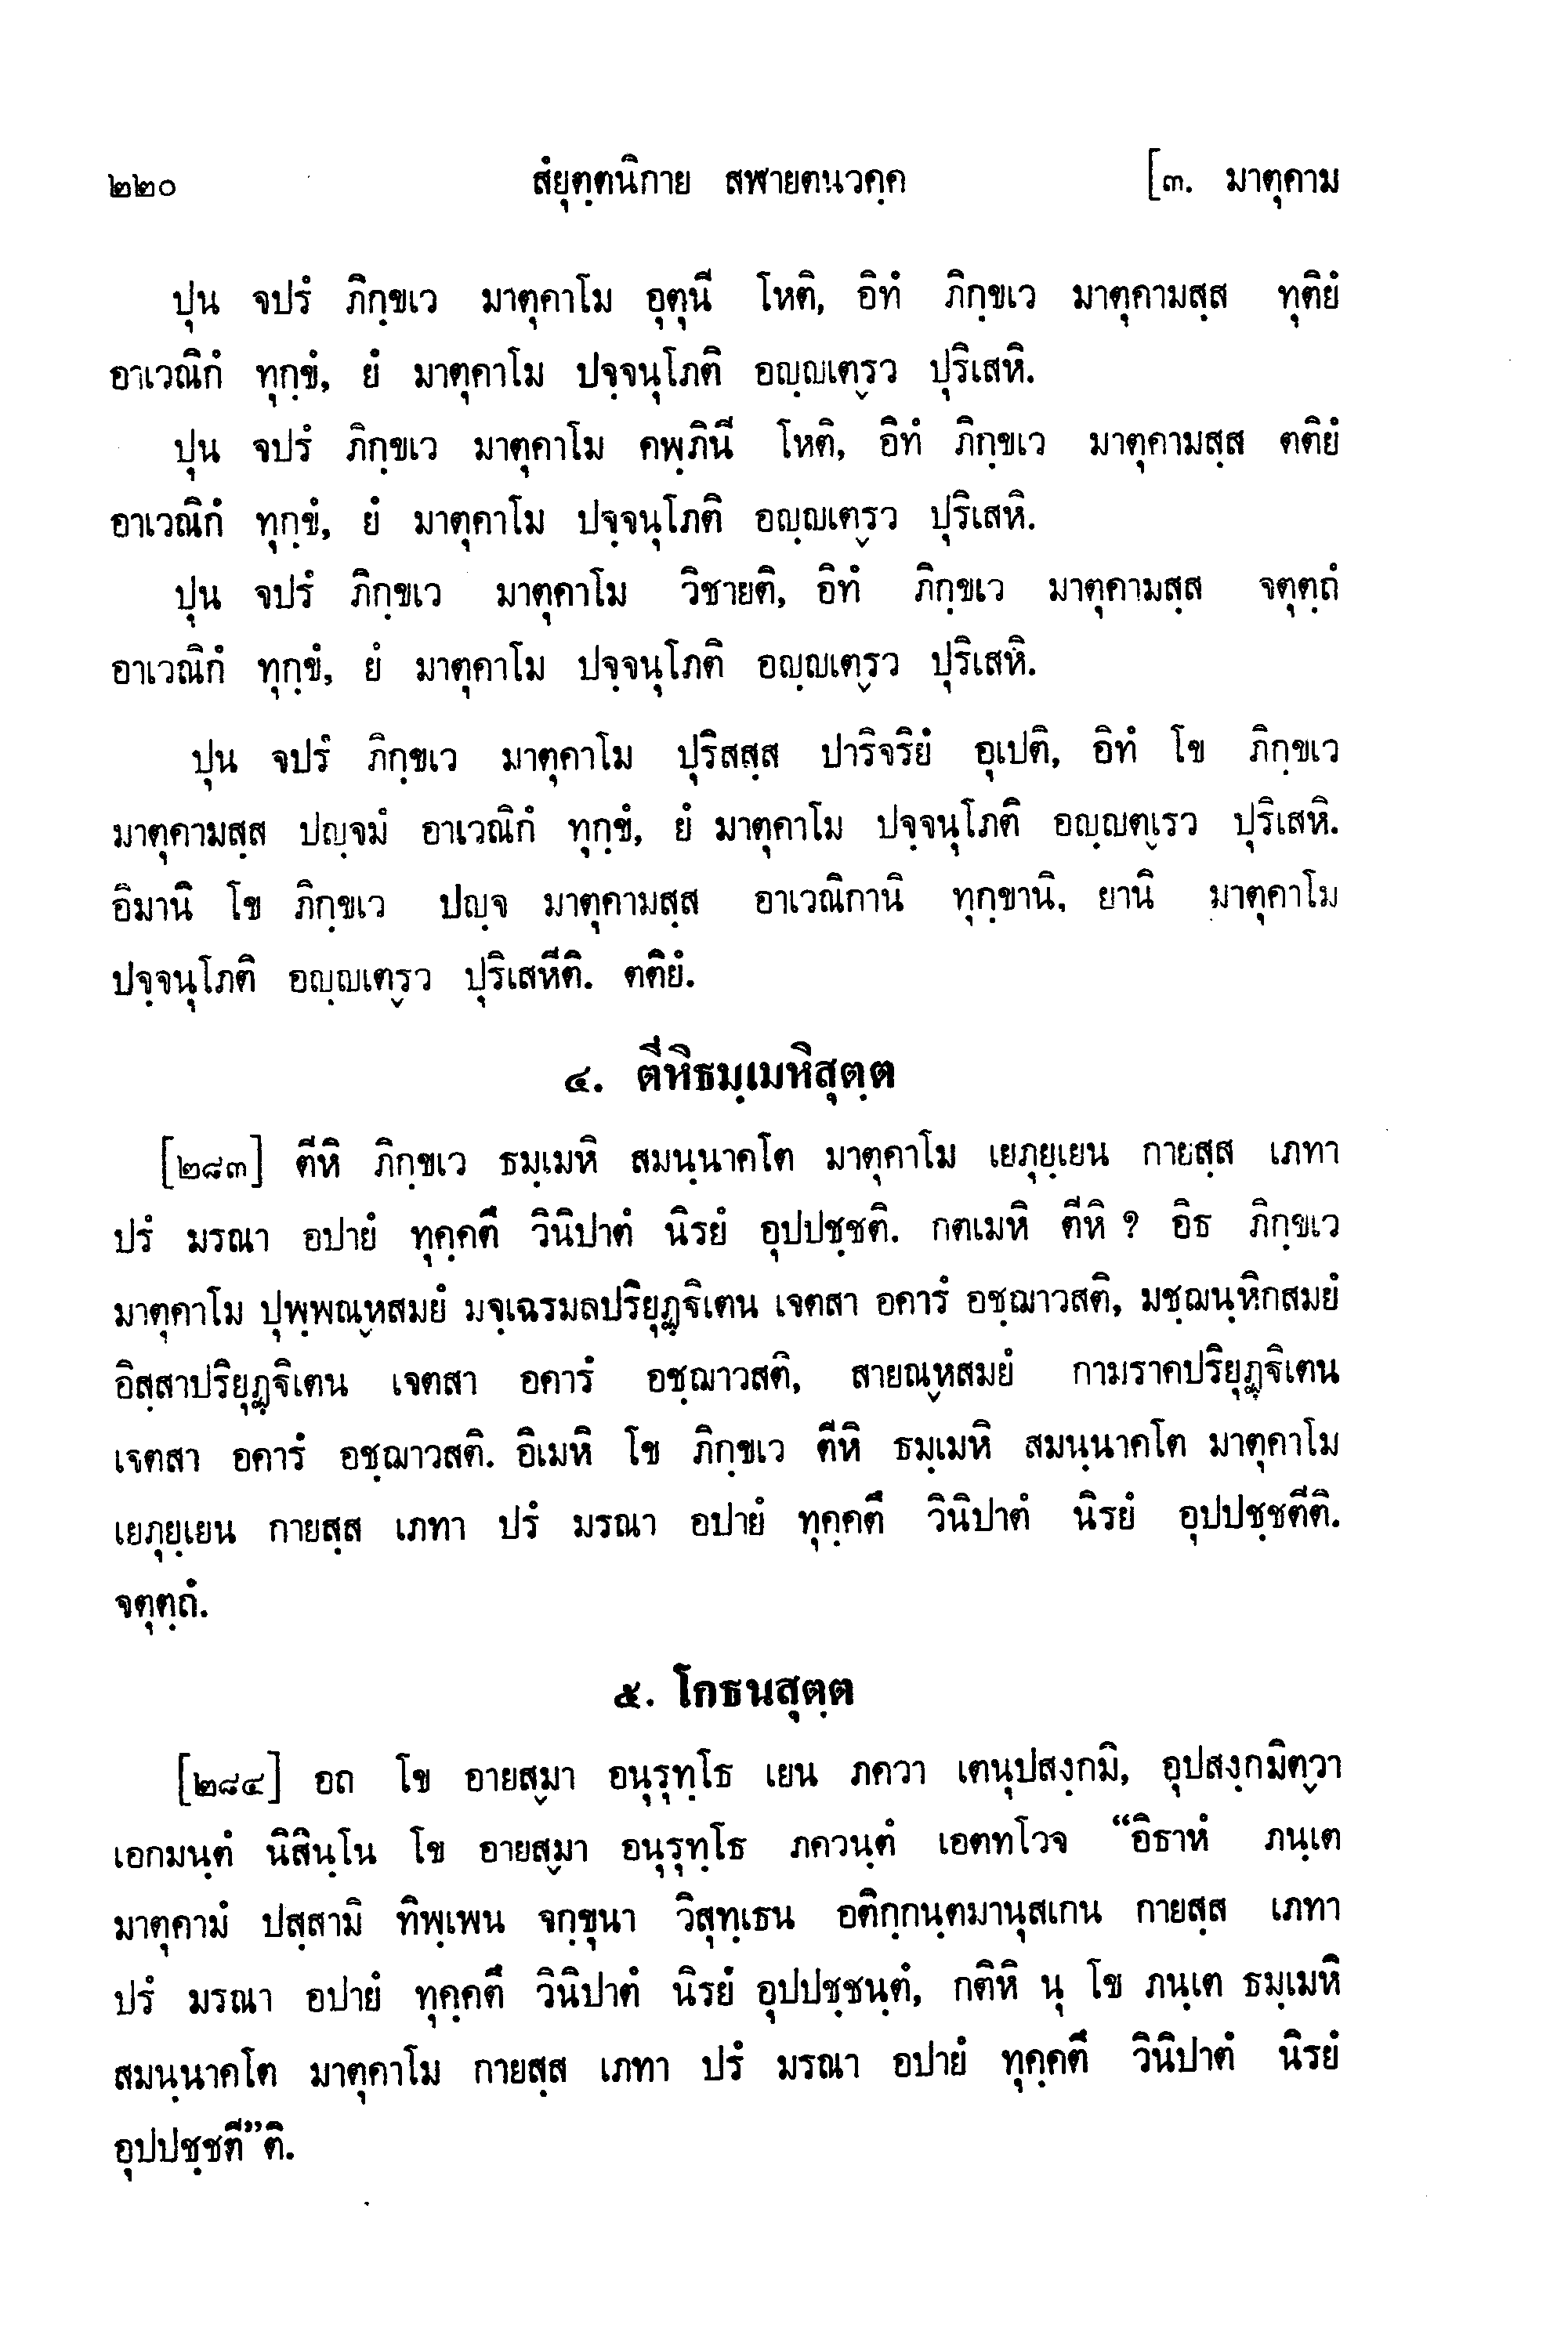 ๒๒๐ สํยุตฺตนิกาย สฬายตนวคฺค [๓. มาตุคาม
ปุน จปรํ ภิกฺขเว มาตุคาโม อุตุนี โหติ, อิทํ ภิกฺขเว มาตุคามสฺส ทุติยํ
อาเวณิกํ ทุกฺขํ, ยํ มาตุคาโม ปจฺจนุโภติ อญฺญเตฺรว ปุริเสหิ.
ปุน จปรํ ภิกฺขเว มาตุคาโม คพฺภินี โหติ, อิทํ ภิกฺขเว มาตุคามสฺส ตติยํ
อาเวณิกํ ทุกฺขํ, ยํ มาตุคาโม ปจฺจนุโภติ อญฺญเตฺรว ปุริเสหิ.
ปุน จปรํ ภิกฺขเว มาตุคาโม วิชายติ, อิทํ ภิกฺขเว มาตุคามสฺส จตุตฺถํ
อาเวณิกํ ทุกฺขํ, ยํ มาตุคาโม ปจฺจนุโภติ อญฺญเตฺรว ปุริเสหิ.
ปุน จปรํ ภิกฺขเว มาตุคาโม ปุริสสฺส ปาริจริยํ อุเปติ, อิทํ โข ภิกฺขเว
มาตุคามสฺส ปญฺจมํ อาเวณิกํ ทุกฺขํ, ยํ มาตุคาโม ปจฺจนุโภติ อญฺญตฺเรว ปุริเสหิ.
อิมานิ โข ภิกฺขเว ปญฺจ มาตุคามสฺส อาเวณิกานิ ทุกฺขานิ, ยานิ มาตุคาโม
ปจฺจนุโภติ อญฺญเตฺรว ปุริเสหีติ. ตติยํ.
๔. ตีหิธมฺเมหิสุตฺต
[๒๘๓] ตีหิ ภิกฺขเว ธมฺเมหิ สมนฺนาคโต มาตุคาโม เยภุยฺเยน กายสฺส เภทา
ปรํ มรณา อปายํ ทุคฺคตึ วินิปาตํ นิรยํ อุปปชฺชติ. กตเมหิ ตีหิ ? อิธ ภิกฺขเว
มาตุคาโม ปุพฺพณฺหสมยํ มจฺเฉรมลปริยุฏฺฐิเตน เจตสา อคารํ อชฺฌาวสติ, มชฺฌนฺหิกสมยํ
อิสฺสาปริยุฏฺฐิเตน เจตสา อคารํ อชฺฌาวสติ, สายณฺหสมยํ กามราคปริยุฏฺฐิเตน
เจตสา อคารํ อชฺฌาวสติ. อิเมหิ โข ภิกฺขเว ตีหิ ธมฺเมหิ สมนฺนาคโต มาตุคาโม
เยภุยฺเยน กายสฺส เภทา ปรํ มรณา อปายํ ทุคฺคตึ วินิปาตํ นิรยํ อุปปชฺชตีติ.
จตุตฺถํ.
๕. โกธนสุตฺต
[๒๘๔] อถ โข อายสฺมา อนุรุทฺโธ เยน ภควา เตนุปสงฺกมิ, อุปสงฺกมิตฺวา
เอกมนฺตํ นิสินฺโน โข อายสฺมา อนุรุทฺโธ ภควนฺตํ เอตทโวจ “อิธาหํ ภนฺเต
มาตุคามํ ปสฺสามิ ทิพฺเพน จกฺขุนา วิสุทฺเธน อติกฺกนฺตมานุสเกน กายสฺส เภทา
ปรํ มรณา อปายํ ทุคฺคตึ วินิปาตํ นิรยํ อุปปชฺชนฺตํ, กติหิ นุ โข ภนฺเต ธมฺเมหิ
สมนฺนาคโต มาตุคาโม กายสฺส เภทา ปรํ มรณา อปายํ ทุคฺคตึ วินิปาตํ นิรยํ
อุปปชฺชตี”ติ.